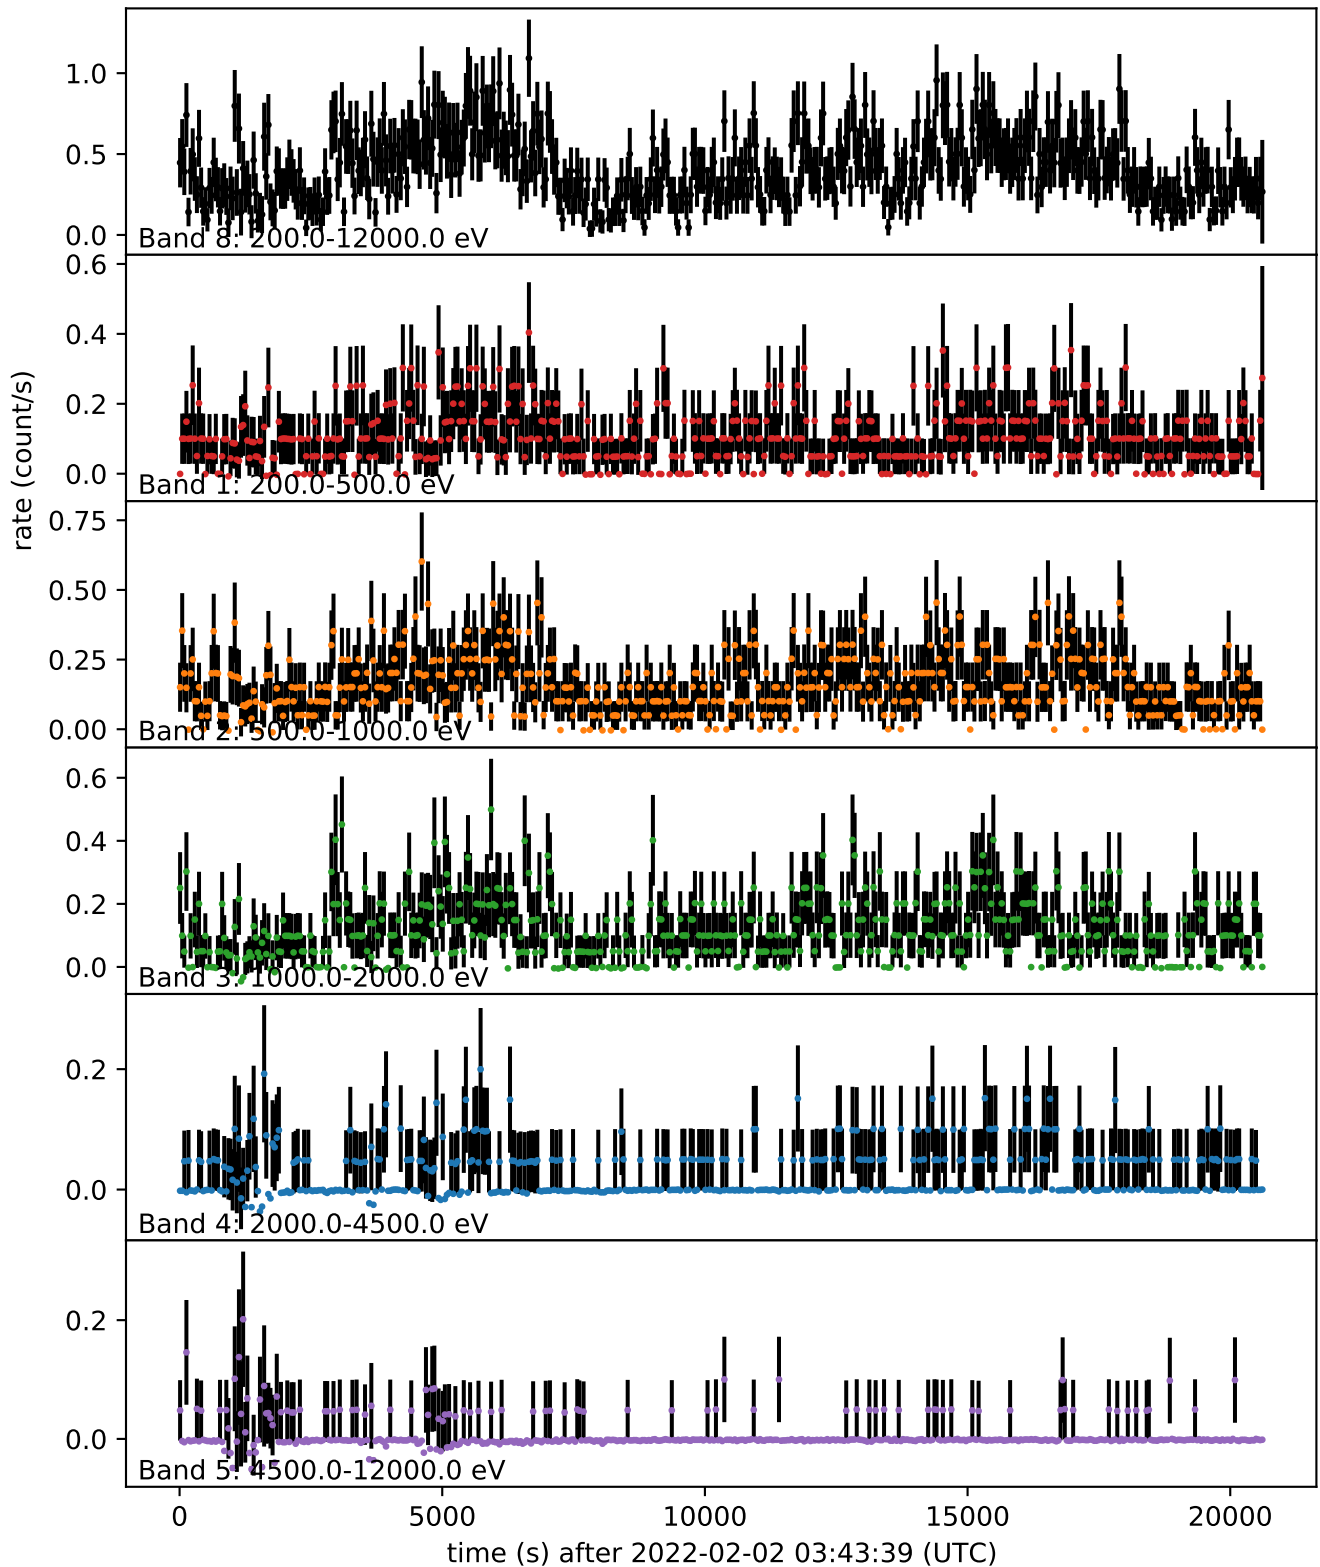 1.0
0.5
0.0
Band 8: 200.0-12000.0 eV
0.6
0.4
0.2
0.0
Band 1: 200.0-500.0 eV
rate (count/s)
0.75
0.50
0.25
0.00
Band 2: 500.0-1000.0 eV
0.6
0.4
0.2
0.0
Band 3: 1000.0-2000.0 eV
0.2
0.0
Band 4: 2000.0-4500.0 eV
0.2
0.0
Band 5: 4500.0-12000.0 eV
0 5000 10000 15000 20000
time (s) after 2022-02-02 03:43:39 (UTC)